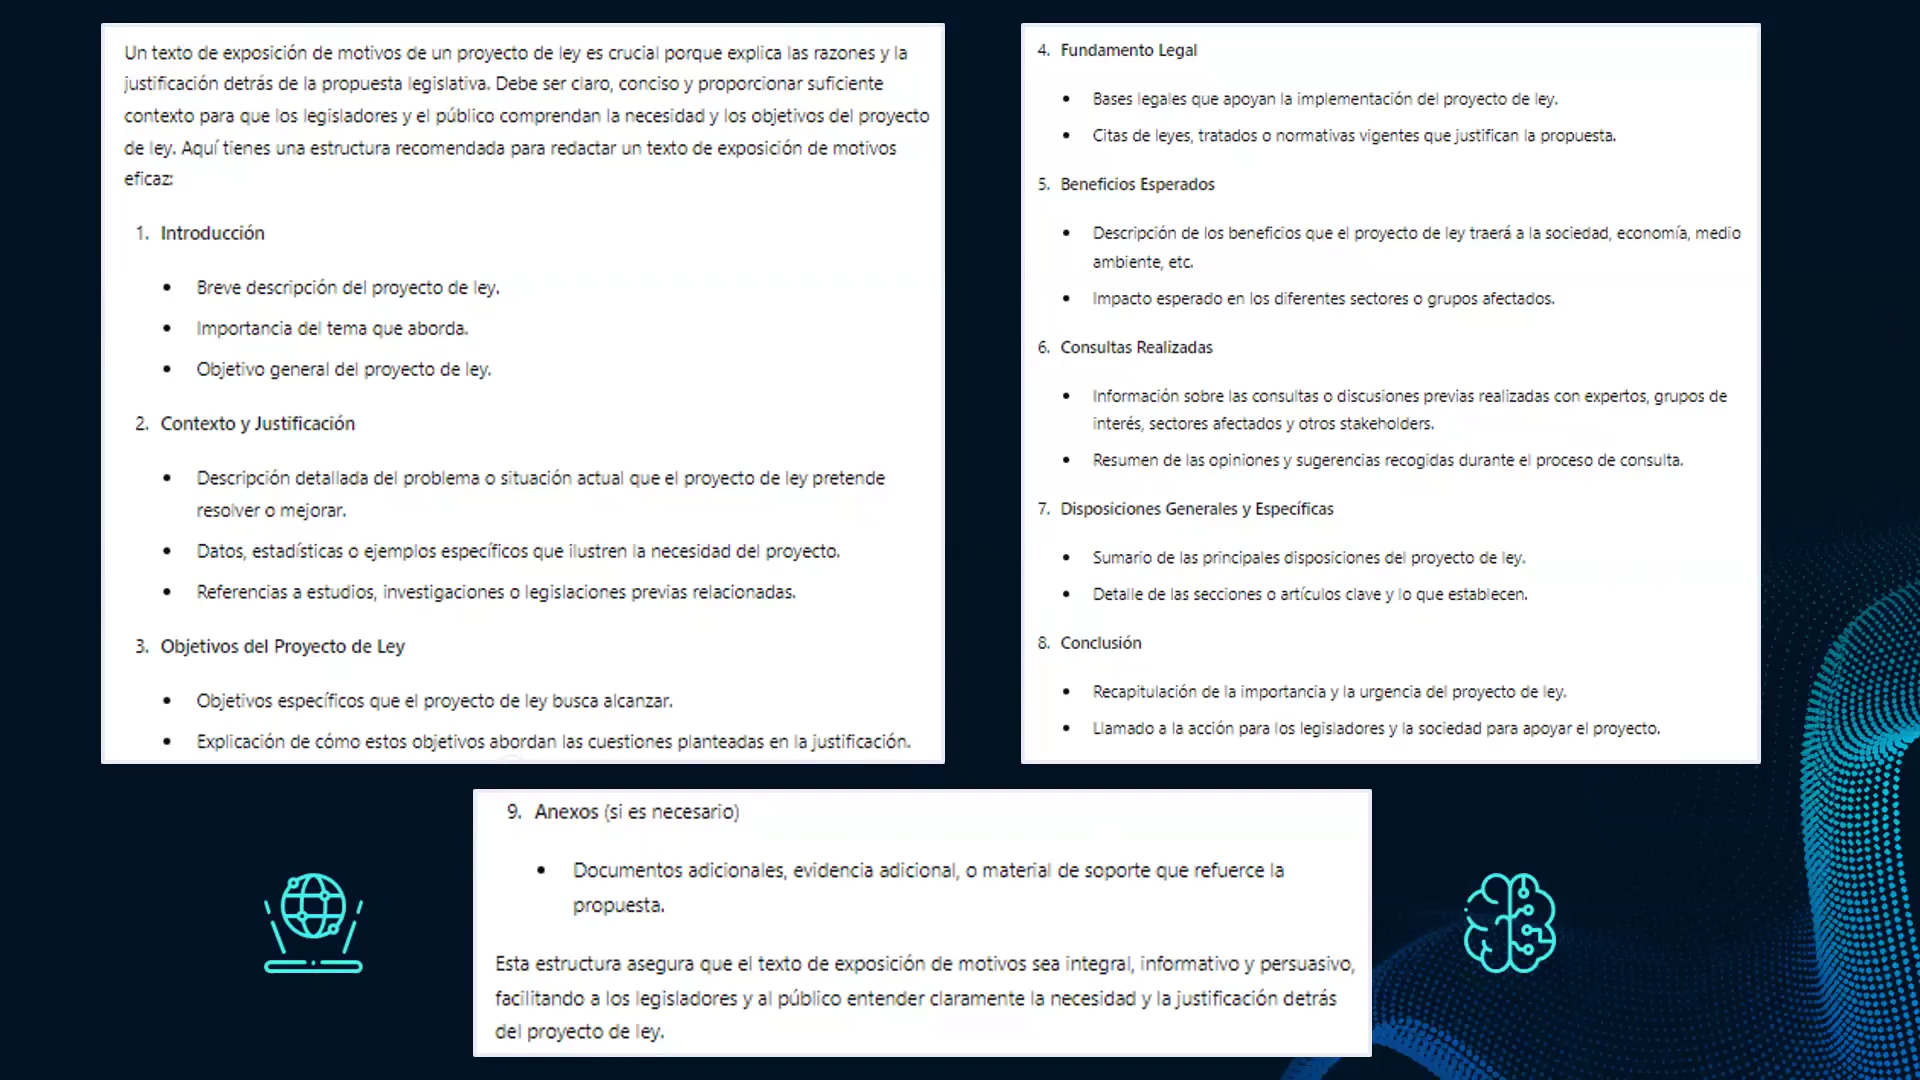 Un texto de exposición de motivos de un proyecto de ley es crucial porque explica las razones y la
justificación detrás de la propuesta legislativa. Debe ser claro, conciso y proporcionar suficiente
contexto para que los legisladores y el público comprendan la necesidad y los objetivos del proyecto
de ley. Aquí tienes una estructura recomendada para redactar un texto de exposición de motivos
eficaz:
1. Introducción
• Breve descripción del proyecto de ley.
• Importancia del tema que aborda.
• Objetivo general del proyecto de ley.
2. Contexto y Justificación
• Descripción detallada del problema o situación actual que el proyecto de ley pretende
resolver o mejorar.
• Datos, estadísticas o ejemplos específicos que ilustren la necesidad del proyecto.
• Referencias a estudios, investigaciones o legislaciones previas relacionadas.
3. Objetivos del Proyecto de Ley
• Objetivos específicos que el proyecto de ley busca alcanzar.
• Explicación de cómo estos objetivos abordan las cuestiones planteadas en la justificación.
4. Fundamento Legal
• Bases legales que apoyan la implementación del proyecto de ley.
• Citas de leyes, tratados o normativas vigentes que justifican la propuesta.
5. Beneficios Esperados
• Descripción de los beneficios que el proyecto de ley traerá a la sociedad, economía, medio
ambiente, etc.
• Impacto esperado en los diferentes sectores o grupos afectados.
6. Consultas Realizadas
• Información sobre las consultas o discusiones previas realizadas con expertos, grupos de
interés, sectores afectados y otros stakeholders.
• Resumen de las opiniones y sugerencias recogidas durante el proceso de consulta.
7. Disposiciones Generales y Específicas
• Sumario de las principales disposiciones del proyecto de ley.
• Detalle de las secciones o artículos clave y lo que establecen.
8. Conclusión
• Recapitulación de la importancia y la urgencia del proyecto de ley.
• Llamado a la acción para los legisladores y la sociedad para apoyar el proyecto.
9. Anexos (si es necesario)
• Documentos adicionales, evidencia adicional, o material de soporte que refuerce la
propuesta.
Esta estructura asegura que el texto de exposición de motivos sea integral, informativo y persuasivo,
facilitando a los legisladores y al público entender claramente la necesidad y la justificación detrás
del proyecto de ley.